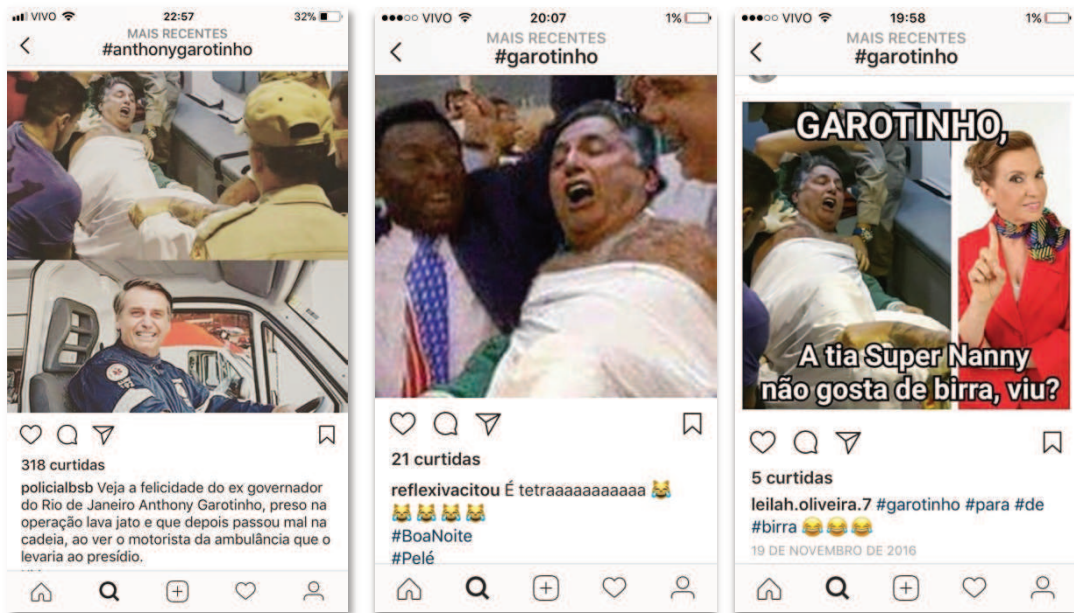 VIVO 22:57 32%
MAIS RECENTES
#anthonygarotinho
318 curtidas
policialbsb Veja a felicidade do ex governador
do Rio de Janeiro Anthony Garotinho, preso na
operação lava jato e que depois passou mal na
cadeia, ao ver o motorista da ambulância que o
levaria ao presídio.
VIVO 20:07 1%
MAIS RECENTES
#garotinho
21 curtidas
reflexivacitou É tetraaaaaaaaaaa 😹
😹 😹 😹 😹
#BoaNoite
#Pelé
VIVO 19:58 1%
MAIS RECENTES
#garotinho
GAROTINHO,
A tia Super Nanny
não gosta de birra, viu?
5 curtidas
leilah.oliveira.7 #garotinho #para #de
#birra 😂😂😂
19 DE NOVEMBRO DE 2016